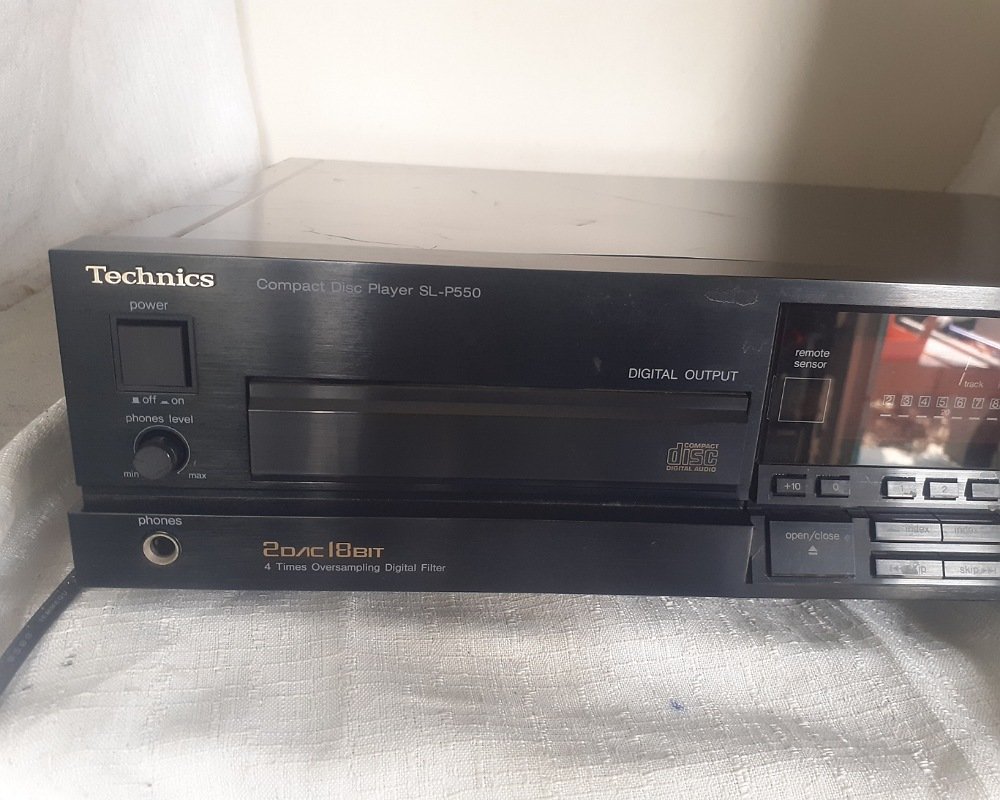 Technics
Compact Disc Player SL-P550
power
off on
phones level
min max
DIGITAL OUTPUT
COMPACT
disc
DIGITAL AUDIO
remote
sensor
track
2 3 4 5 6 7 8
20
+10 0 1 2
phones
2DAC 18BIT
4 Times Oversampling Digital Filter
open/close
index index
skip skip